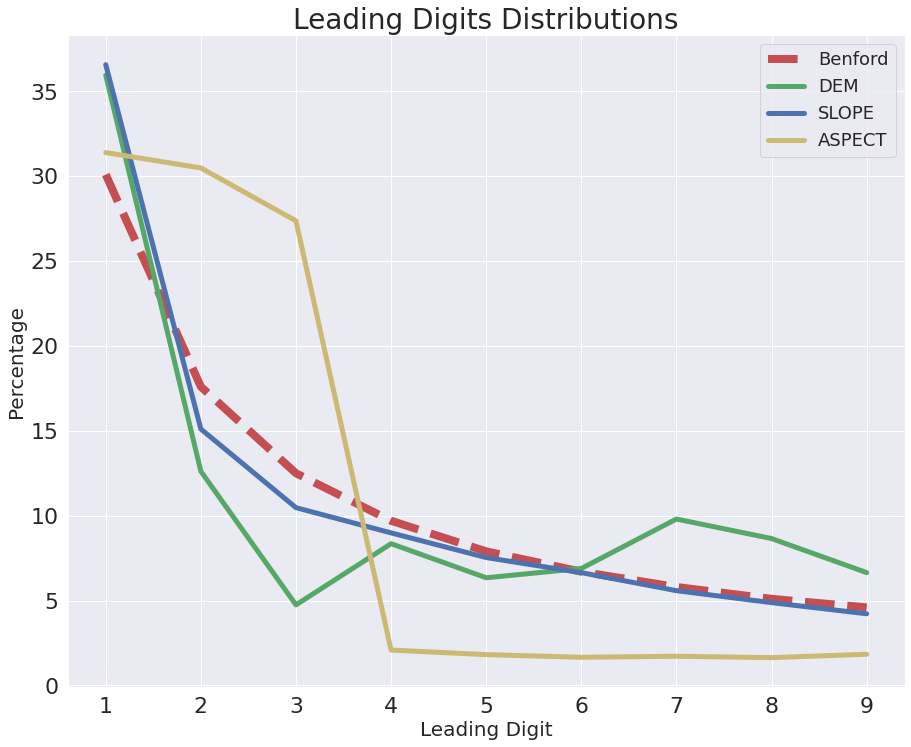 Leading Digits Distributions
Benford
DEM
SLOPE
ASPECT
Percentage
35
30
25
20
15
10
5
0
1 2 3 4 5 6 7 8 9
Leading Digit